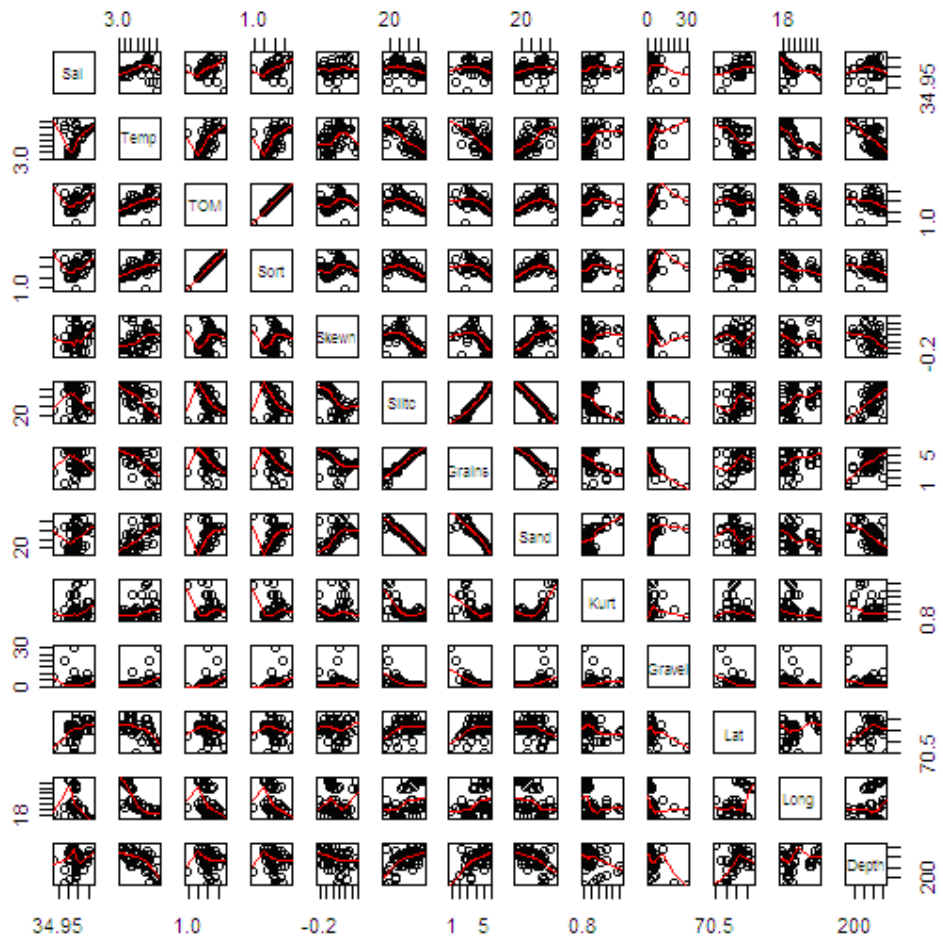 3.0 1.0 20 20 0 30 18
Sal 34.95
3.0 Temp
TOM 1.0
1.0 Sort
Skewn -0.2
20 Siltc
Grains 1 5
20 Sand
Kurt 0.8
0 30 Gravel
Lat 70.5
18 Long
Depth 200
34.95 1.0 -0.2 1 5 0.8 70.5 200